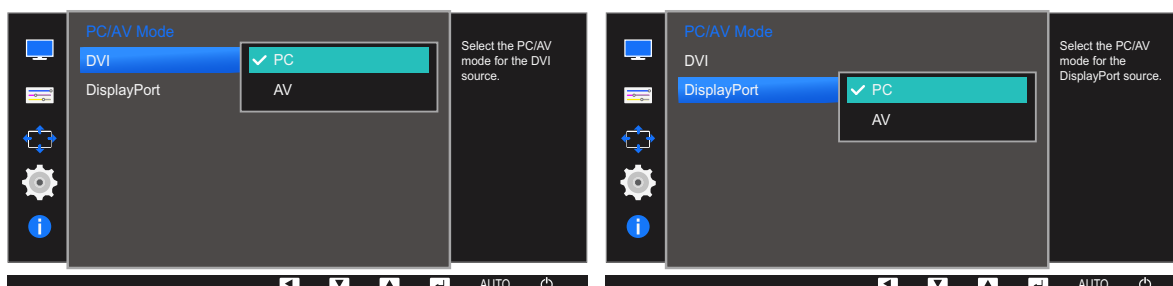 PC/AV Mode
DVI
PC
DisplayPort
AV
Select the PC/AV
mode for the DVI
source.
AUTO
PC/AV Mode
DVI
DisplayPort
PC
AV
Select the PC/AV
mode for the
DisplayPort source.
AUTO